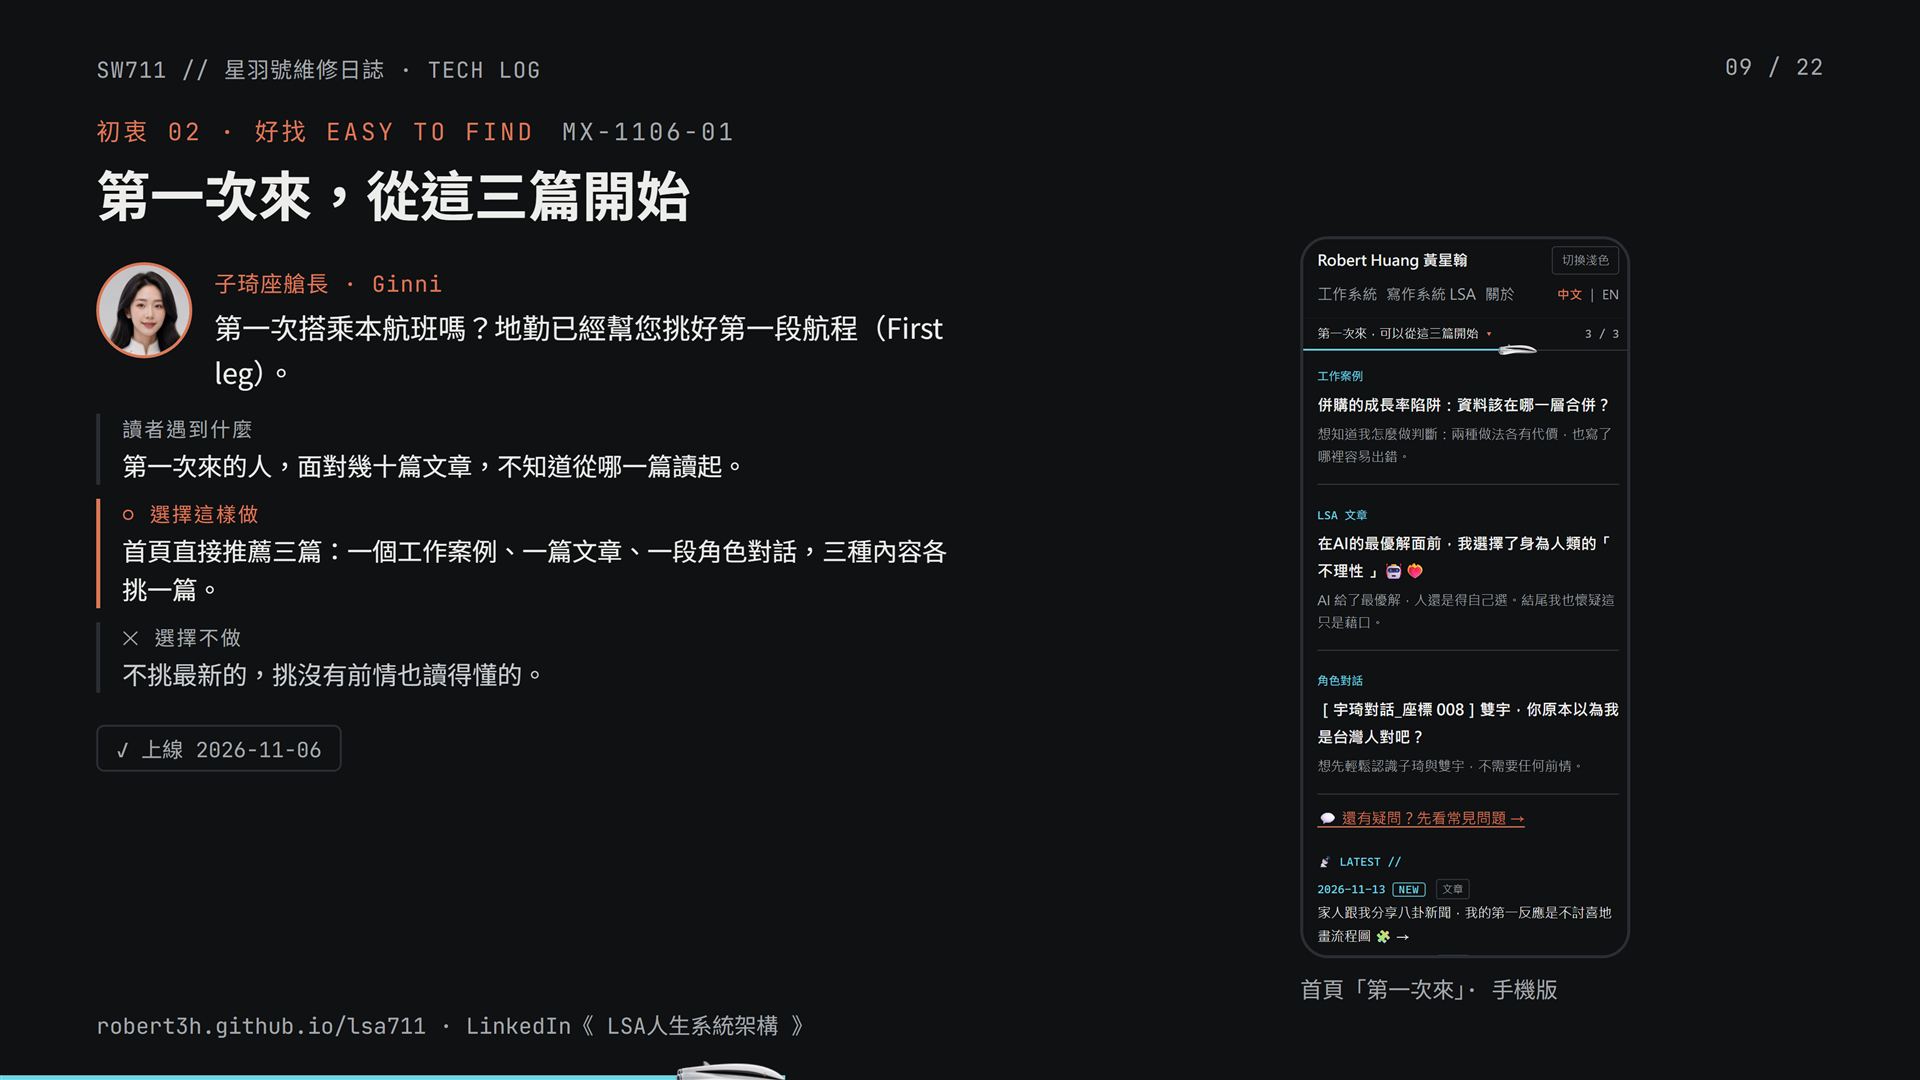 SW711 // 星羽號維修日誌 · TECH LOG
09 / 22
初衷 02 · 好找 EASY TO FIND MX-1106-01
第一次來，從這三篇開始
子琦座艙長 · Ginni
第一次搭乘本航班嗎？地勤已經幫您挑好第一段航程（First
leg）。
讀者遇到什麼
第一次來的人，面對幾十篇文章，不知道從哪一篇讀起。
○ 選擇這樣做
首頁直接推薦三篇：一個工作案例、一篇文章、一段角色對話，三種內容各
挑一篇。
╳ 選擇不做
不挑最新的，挑沒有前情也讀得懂的。
✓ 上線 2026-11-06
Robert Huang 黃星翰
切換淺色
工作系統 寫作系統 LSA 關於
中文 | EN
第一次來，可以從這三篇開始 ▾
3 / 3
工作案例
併購的成長率陷阱：資料該在哪一層合併？
想知道我怎麼做判斷：兩種做法各有代價，也寫了
哪裡容易出錯。
LSA 文章
在AI的最優解面前，我選擇了身為人類的「
不理性 」🤖❤️‍🔥
AI 給了最優解，人還是得自己選。結尾我也懷疑這
只是藉口。
角色對話
[ 宇琦對話_座標 008 ] 雙宇，你原本以為我
是台灣人對吧？
想先輕鬆認識子琦與雙宇，不需要任何前情。
💬 還有疑問？先看常見問題 →
📡 LATEST //
2026-11-13 NEW 文章
家人跟我分享八卦新聞，我的第一反應是不討喜地
畫流程圖 🧩 →
首頁「第一次來」· 手機版
robert3h.github.io/lsa711 · LinkedIn《 LSA人生系統架構 》